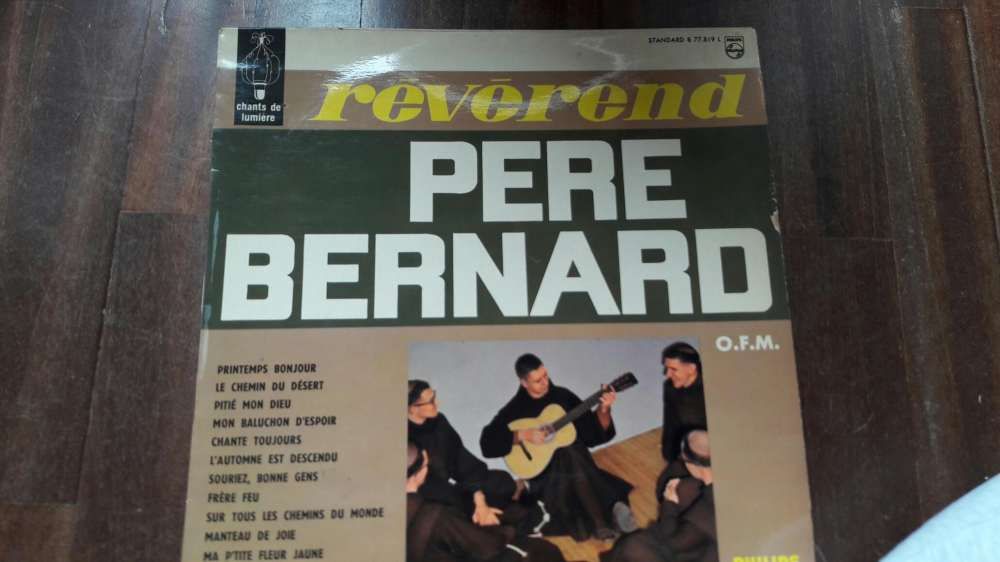 STANDARD B 77.819 L
PHILIPS
chants de
lumière
révérend
PERE
BERNARD
O.F.M.
PRINTEMPS BONJOUR
LE CHEMIN DU DÉSERT
PITIÉ MON DIEU
MON BALUCHON D'ESPOIR
CHANTE TOUJOURS
L'AUTOMNE EST DESCENDU
SOURIEZ, BONNE GENS
FRÈRE FEU
SUR TOUS LES CHEMINS DU MONDE
MANTEAU DE JOIE
MA P'TITE FLEUR JAUNE
PHILIPS